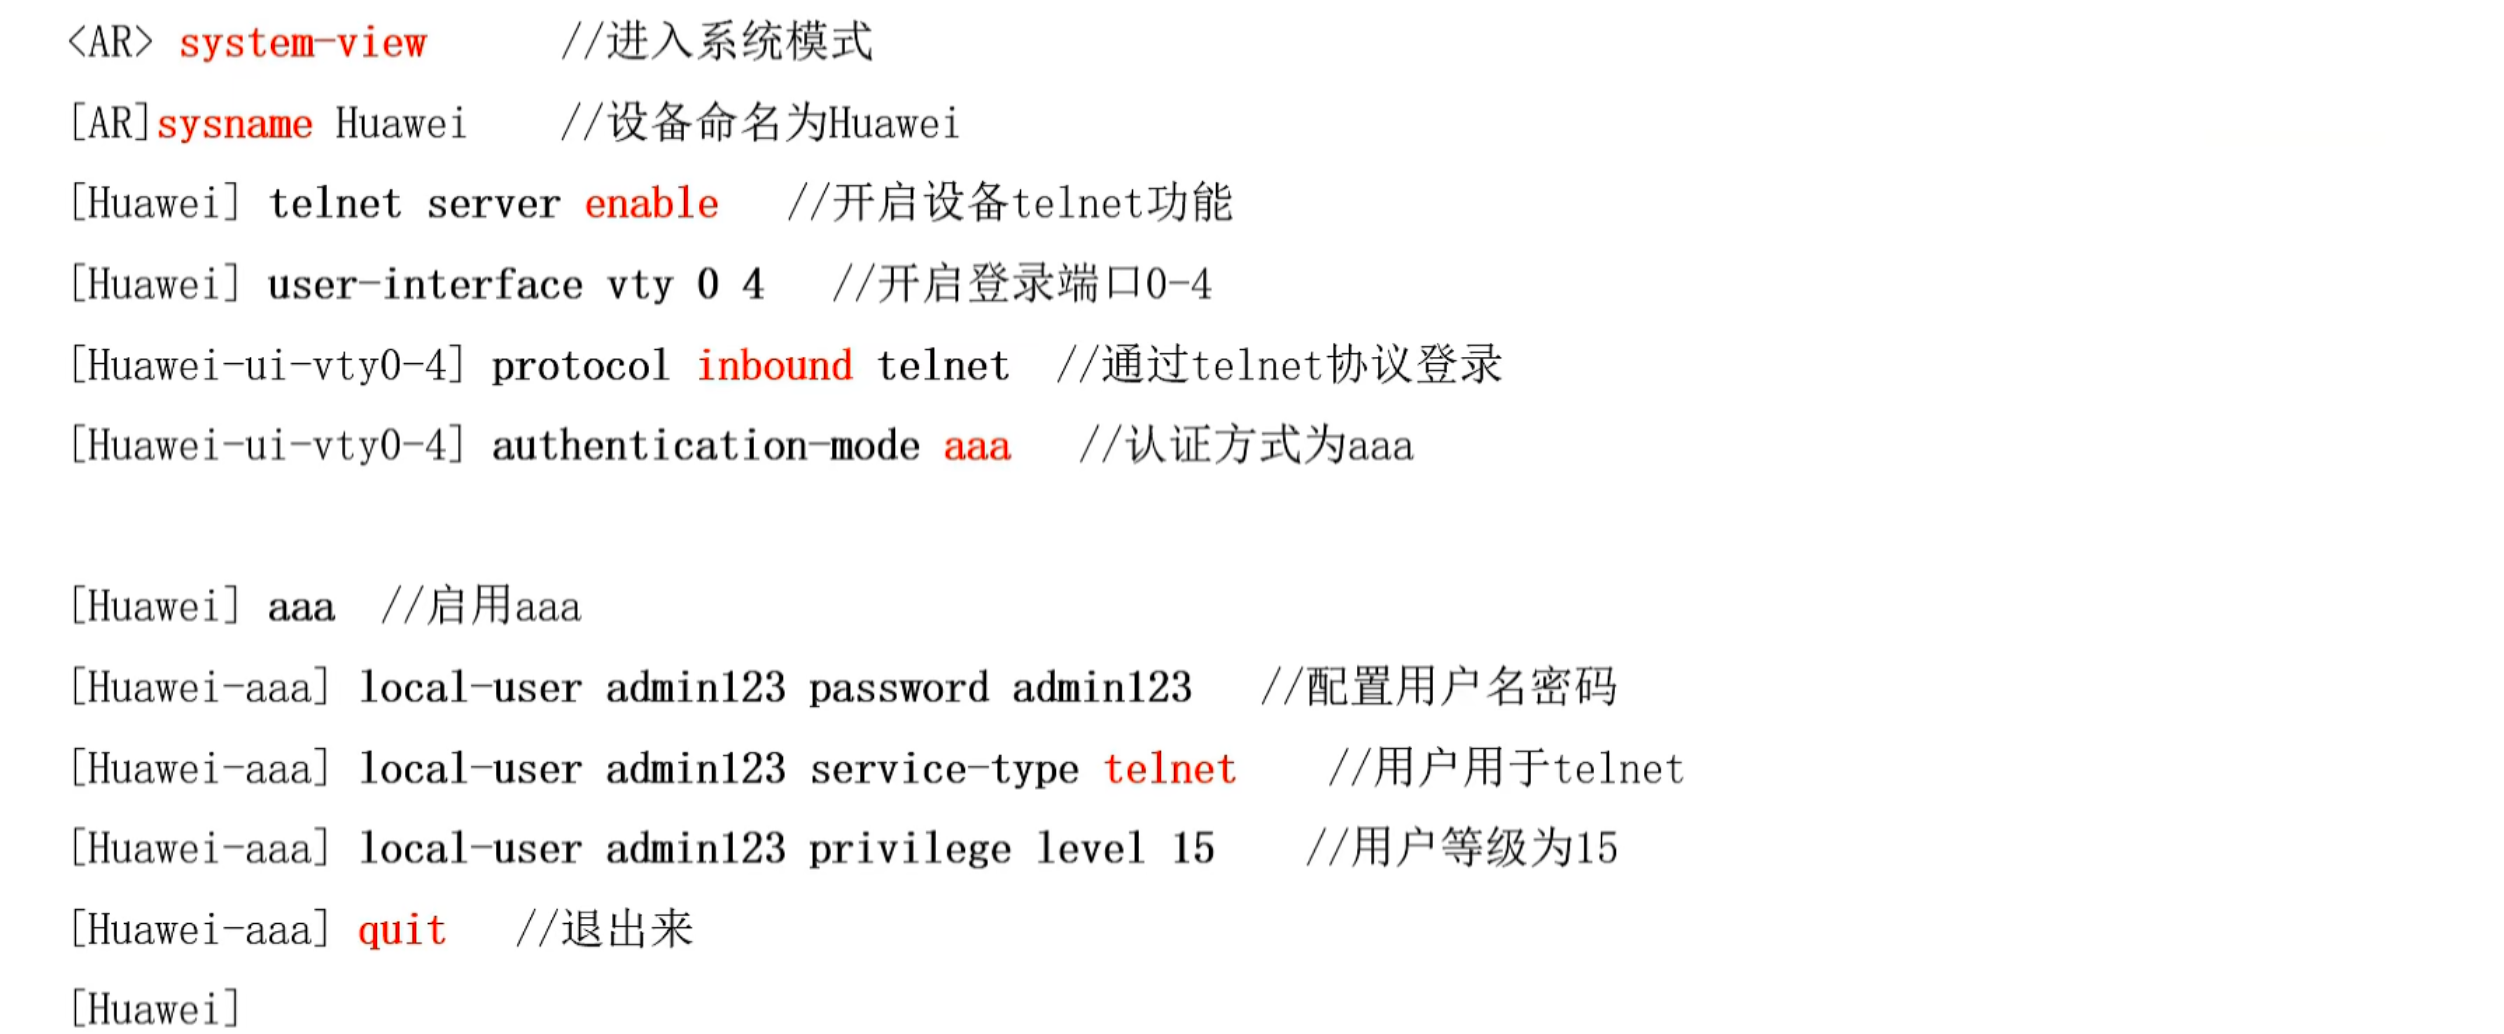 <AR> system-view //进入系统模式
[AR]sysname Huawei //设备命名为Huawei
[Huawei] telnet server enable //开启设备telnet功能
[Huawei] user-interface vty 0 4 //开启登录端口0-4
[Huawei-ui-vty0-4] protocol inbound telnet //通过telnet协议登录
[Huawei-ui-vty0-4] authentication-mode aaa //认证方式为aaa
[Huawei] aaa //启用aaa
[Huawei-aaa] local-user admin123 password admin123 //配置用户名密码
[Huawei-aaa] local-user admin123 service-type telnet //用户用于telnet
[Huawei-aaa] local-user admin123 privilege level 15 //用户等级为15
[Huawei-aaa] quit //退出来
[Huawei]